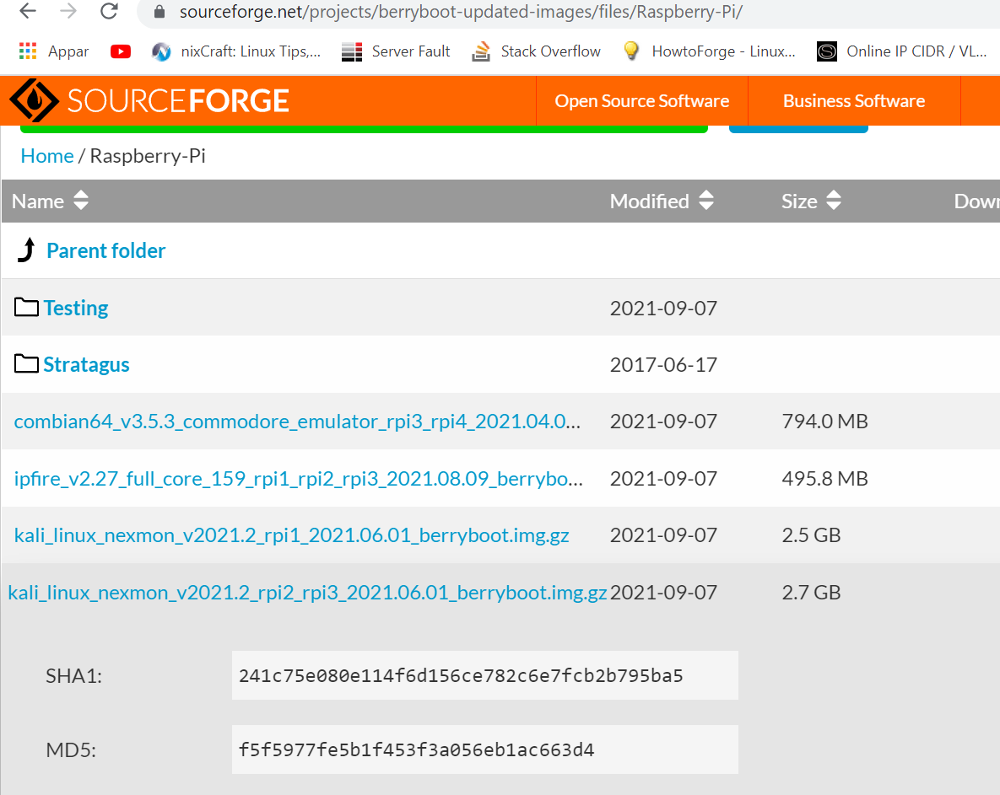 sourceforge.net/projects/berryboot-updated-images/files/Raspberry-Pi/
Appar nixCraft: Linux Tips,... Server Fault Stack Overflow HowtoForge - Linux... Online IP CIDR / VL...
SOURCEFORGE Open Source Software Business Software
Home / Raspberry-Pi
Name Modified Size Down
Parent folder
Testing 2021-09-07
Stratagus 2017-06-17
combian64_v3.5.3_commodore_emulator_rpi3_rpi4_2021.04.0... 2021-09-07 794.0 MB
ipfire_v2.27_full_core_159_rpi1_rpi2_rpi3_2021.08.09_berrybo... 2021-09-07 495.8 MB
kali_linux_nexmon_v2021.2_rpi1_2021.06.01_berryboot.img.gz 2021-09-07 2.5 GB
kali_linux_nexmon_v2021.2_rpi2_rpi3_2021.06.01_berryboot.img.gz 2021-09-07 2.7 GB
SHA1: 241c75e080e114f6d156ce782c6e7fcb2b795ba5
MD5: f5f5977fe5b1f453f3a056eb1ac663d4